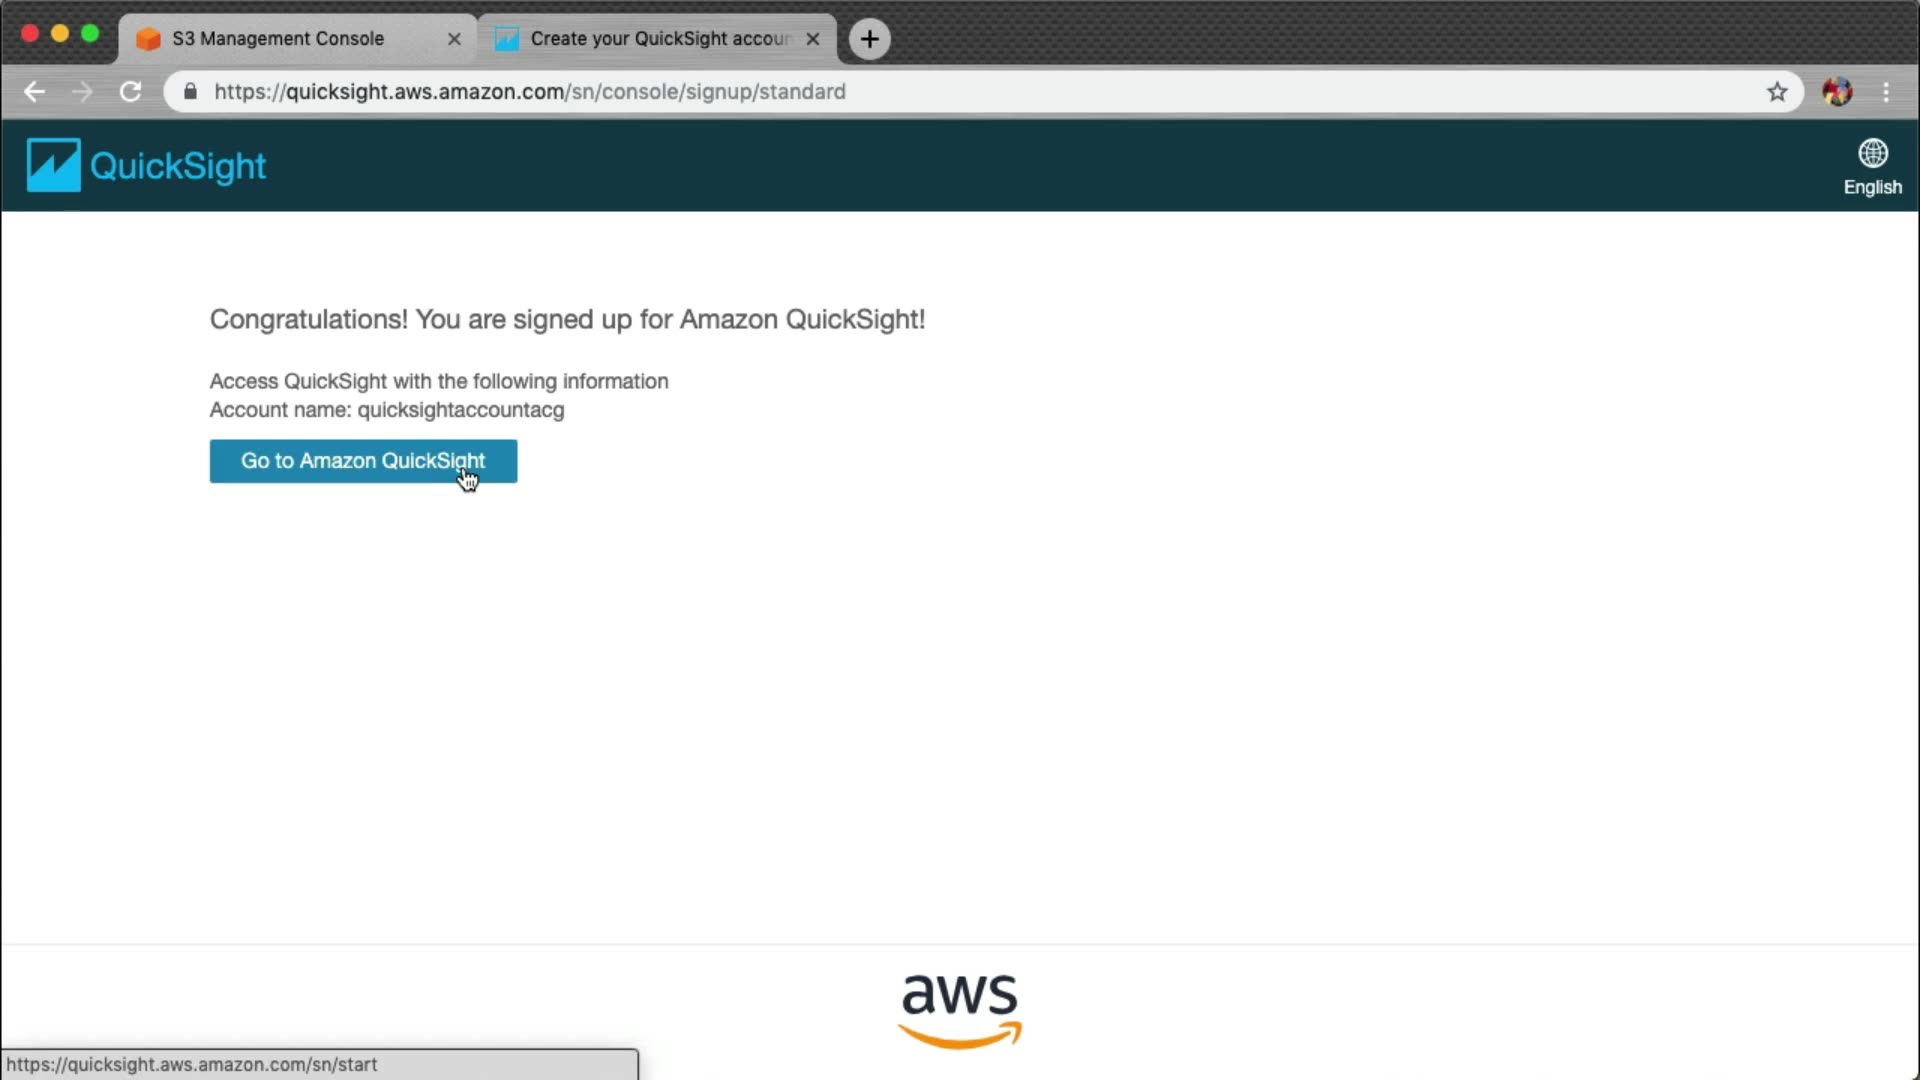 S3 Management Console
Create your QuickSight accoun
https://quicksight.aws.amazon.com/sn/console/signup/standard
QuickSight
English
Congratulations! You are signed up for Amazon QuickSight!
Access QuickSight with the following information
Account name: quicksightaccountacg
Go to Amazon QuickSight
aws
https://quicksight.aws.amazon.com/sn/start